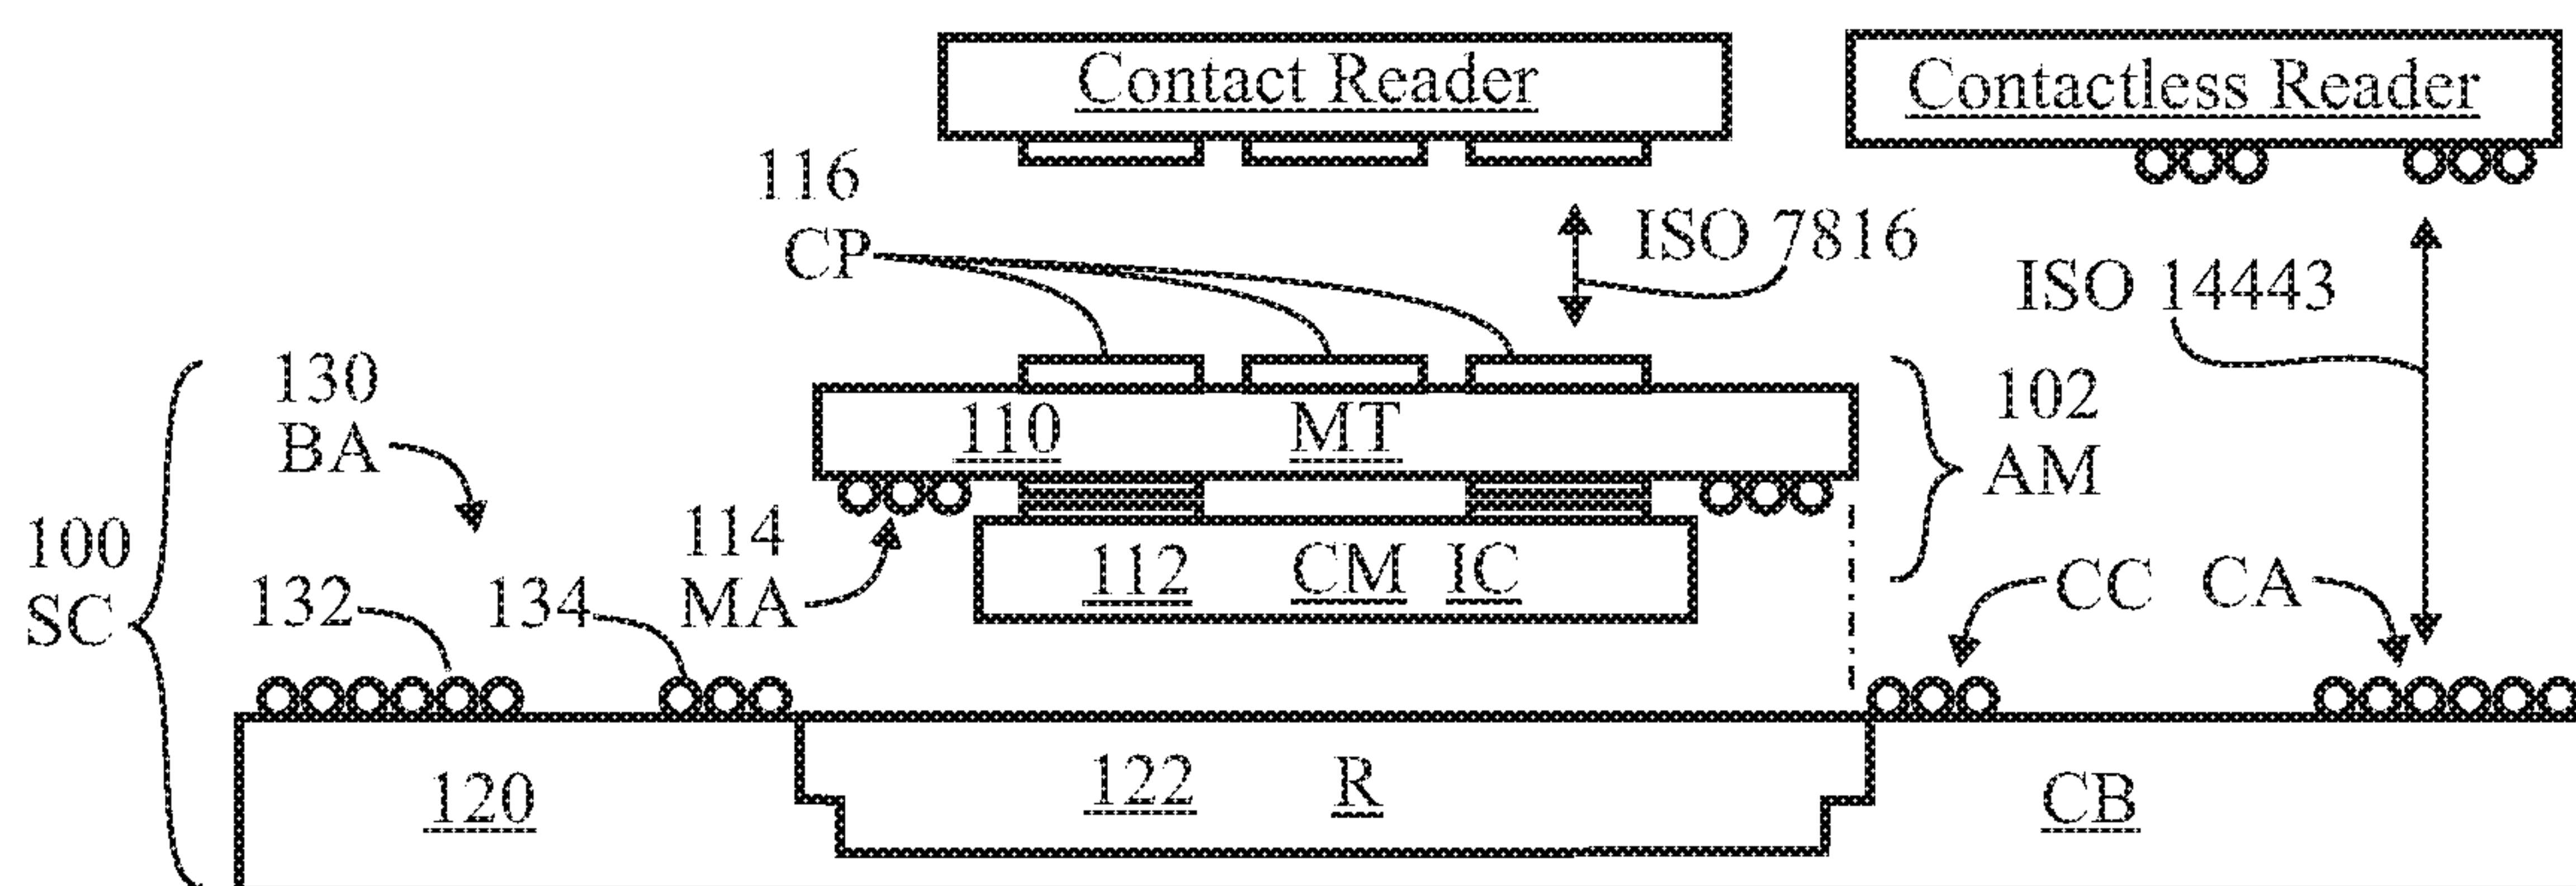 Contact Reader
Contactless Reader
116
CP
ISO 7816
ISO 14443
130
BA
110 MT
102
AM
100
SC
132
134
114
MA
112 CM IC
CC CA
120
122 R
CB